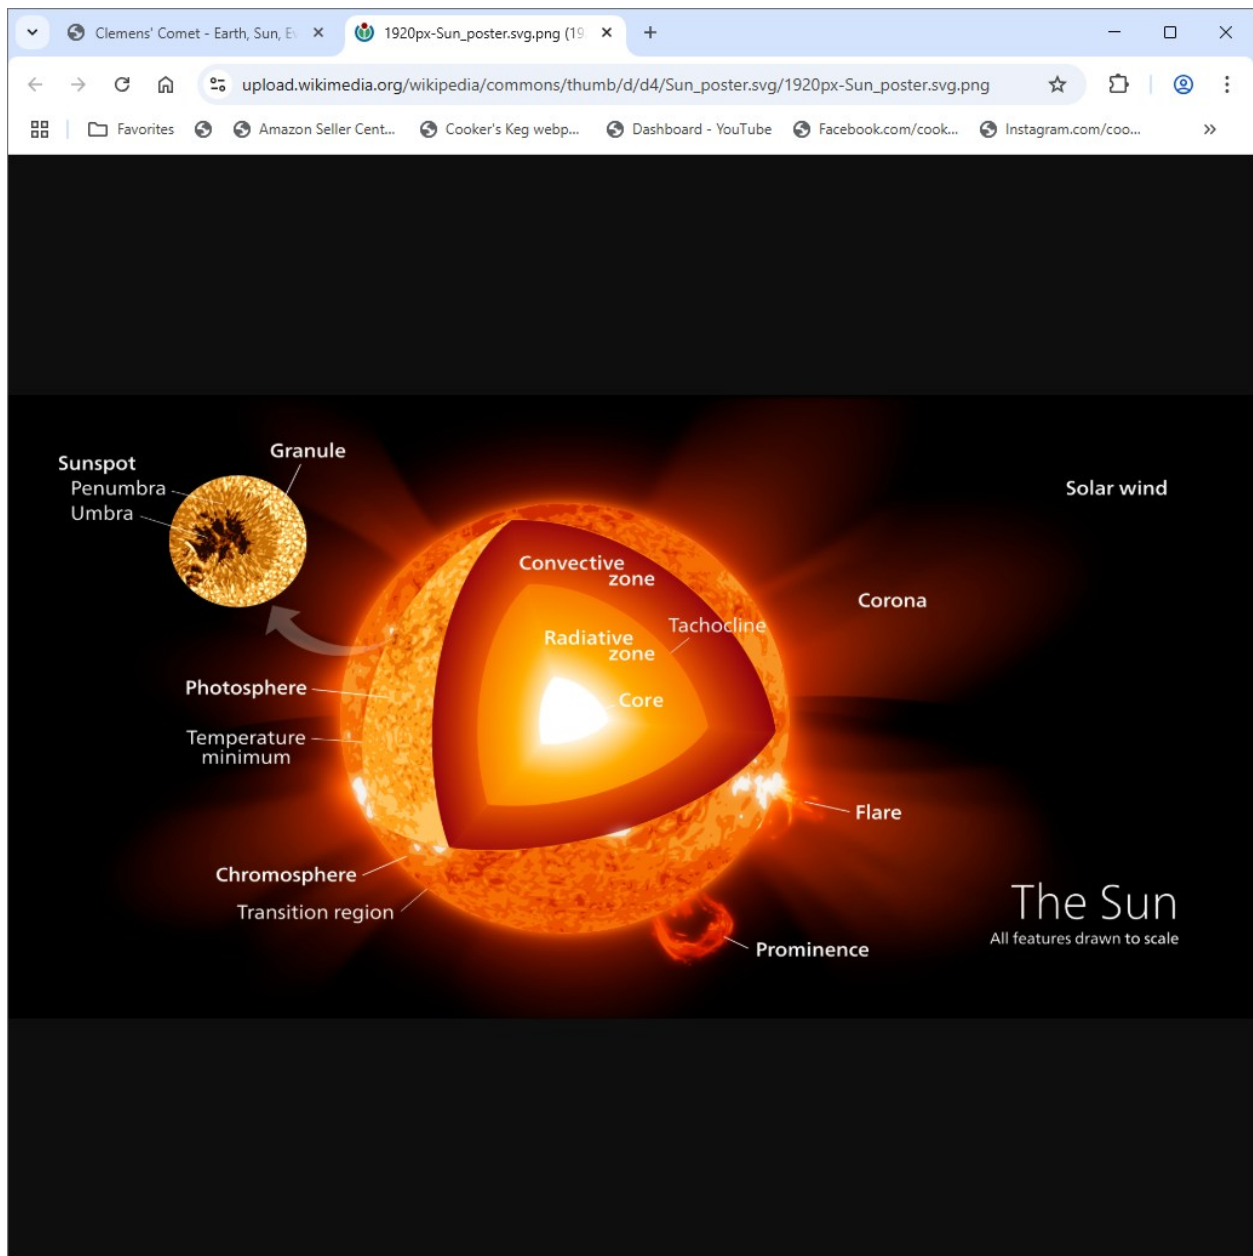 Clemens' Comet - Earth, Sun, E
1920px-Sun_poster.svg.png (19
upload.wikimedia.org/wikipedia/commons/thumb/d/d4/Sun_poster.svg/1920px-Sun_poster.svg.png
Favorites
Amazon Seller Cent...
Cooker's Keg webp...
Dashboard - YouTube
Facebook.com/cook...
Instagram.com/coo...
Granule
Sunspot
Penumbra
Umbra
Solar wind
Convective
zone
Corona
Tachocline
Radiative
zone
Photosphere
Core
Temperature
minimum
Flare
Chromosphere
Transition region
The Sun
All features drawn to scale
Prominence